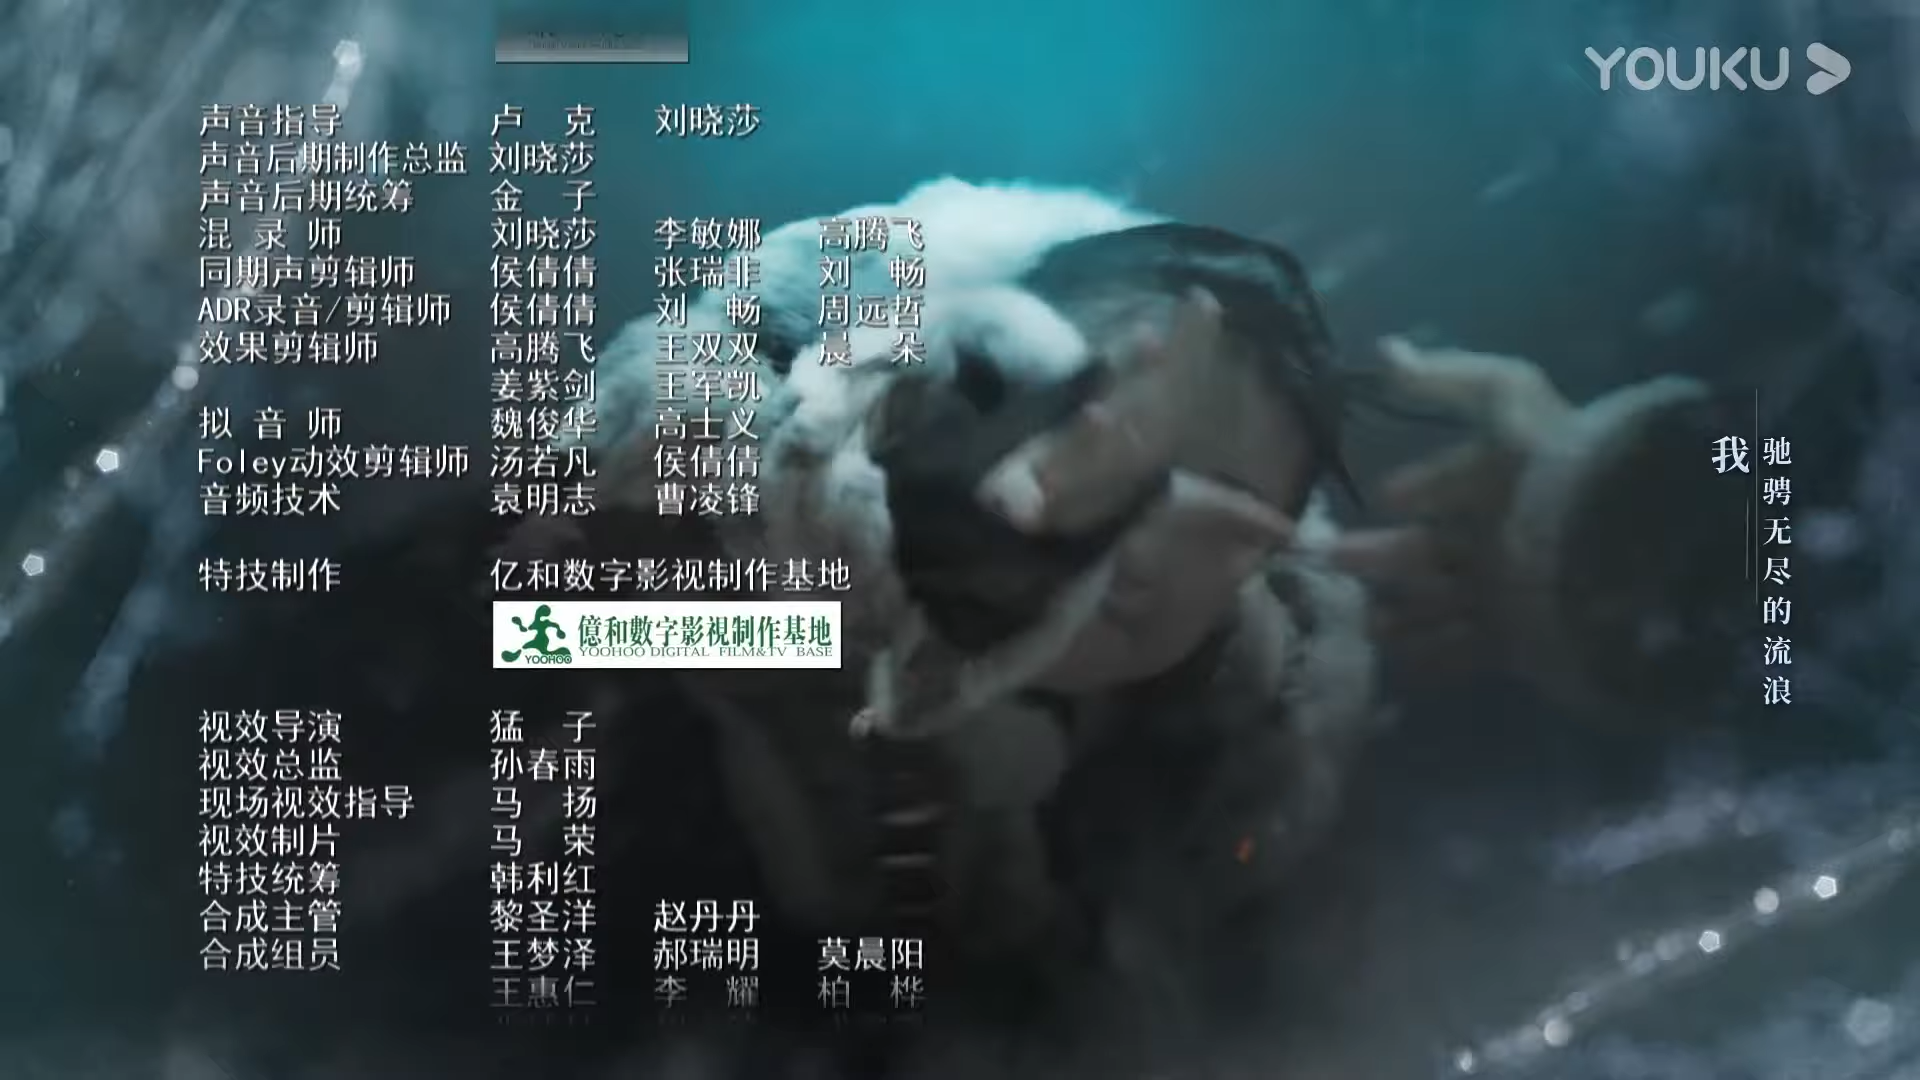 YOUKU
声音指导 卢 克 刘晓莎
声音后期制作总监 刘晓莎
声音后期统筹 金 子
混 录 师 刘晓莎 李敏娜 高腾飞
同期声剪辑师 侯倩倩 张瑞非 刘 畅
ADR录音/剪辑师 侯倩倩 刘 畅 周远哲
效果剪辑师 高腾飞 王双双 晨 朵
姜紫剑 王军凯
拟 音 师 魏俊华 高士义
Foley动效剪辑师 汤若凡 侯倩倩
音频技术 袁明志 曹凌锋
特技制作 亿和数字影视制作基地
億和數字影視制作基地
YOOHOO YOOHOO DIGITAL FILM&TV BASE
视效导演 猛 子
视效总监 孙春雨
现场视效指导 马 扬
视效制片 马 荣
特技统筹 韩利红
合成主管 黎圣洋 赵丹丹
合成组员 王梦泽 郝瑞明 莫晨阳
王惠仁 李 耀 柏 桦
我
驰骋无尽的流浪